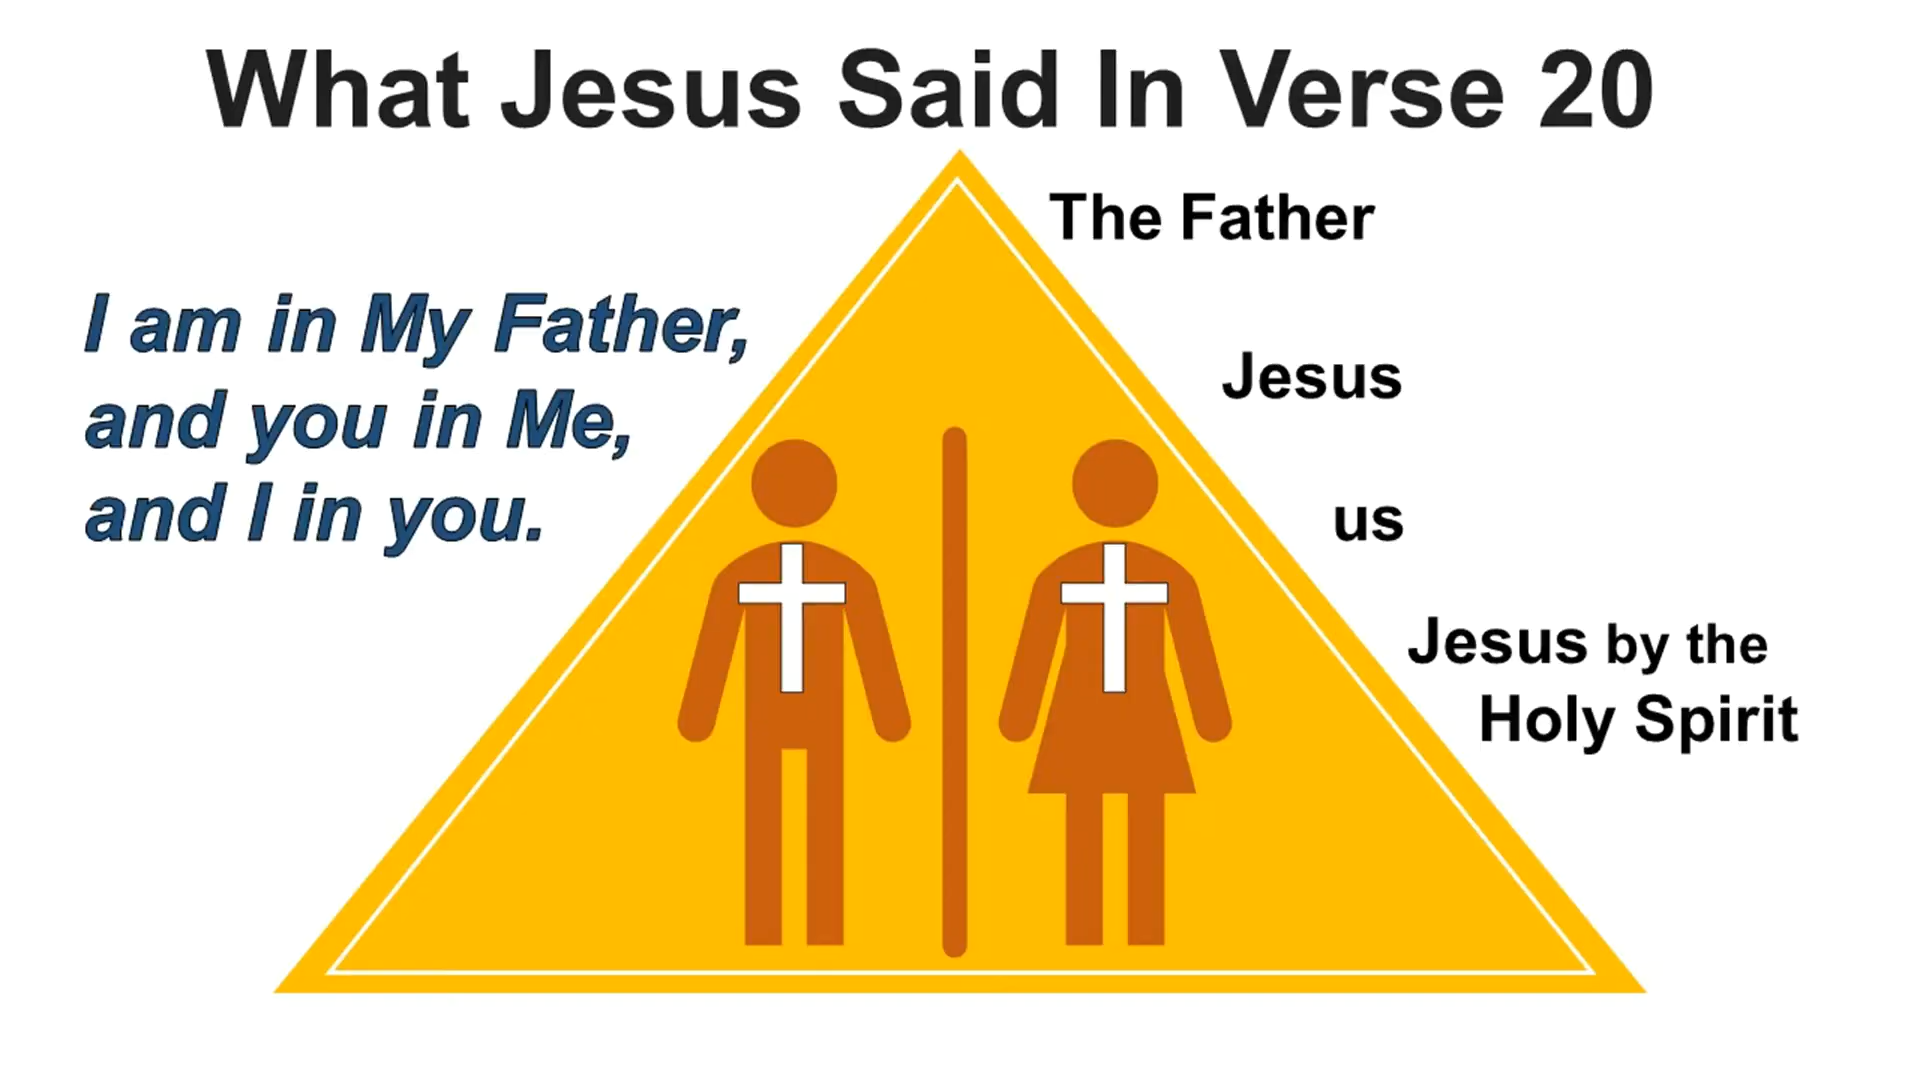 What Jesus Said In Verse 20
The Father
I am in My Father,
and you in Me,
and I in you.
Jesus
us
Jesus by the
Holy Spirit